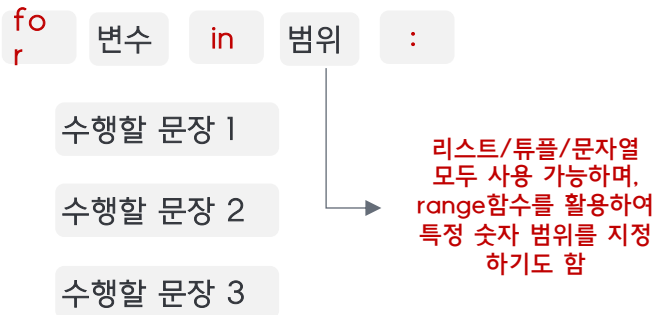 for 변수 in 범위 :
수행할 문장 1
수행할 문장 2
수행할 문장 3
리스트/튜플/문자열
모두 사용 가능하며,
range함수를 활용하여
특정 숫자 범위를 지정
하기도 함